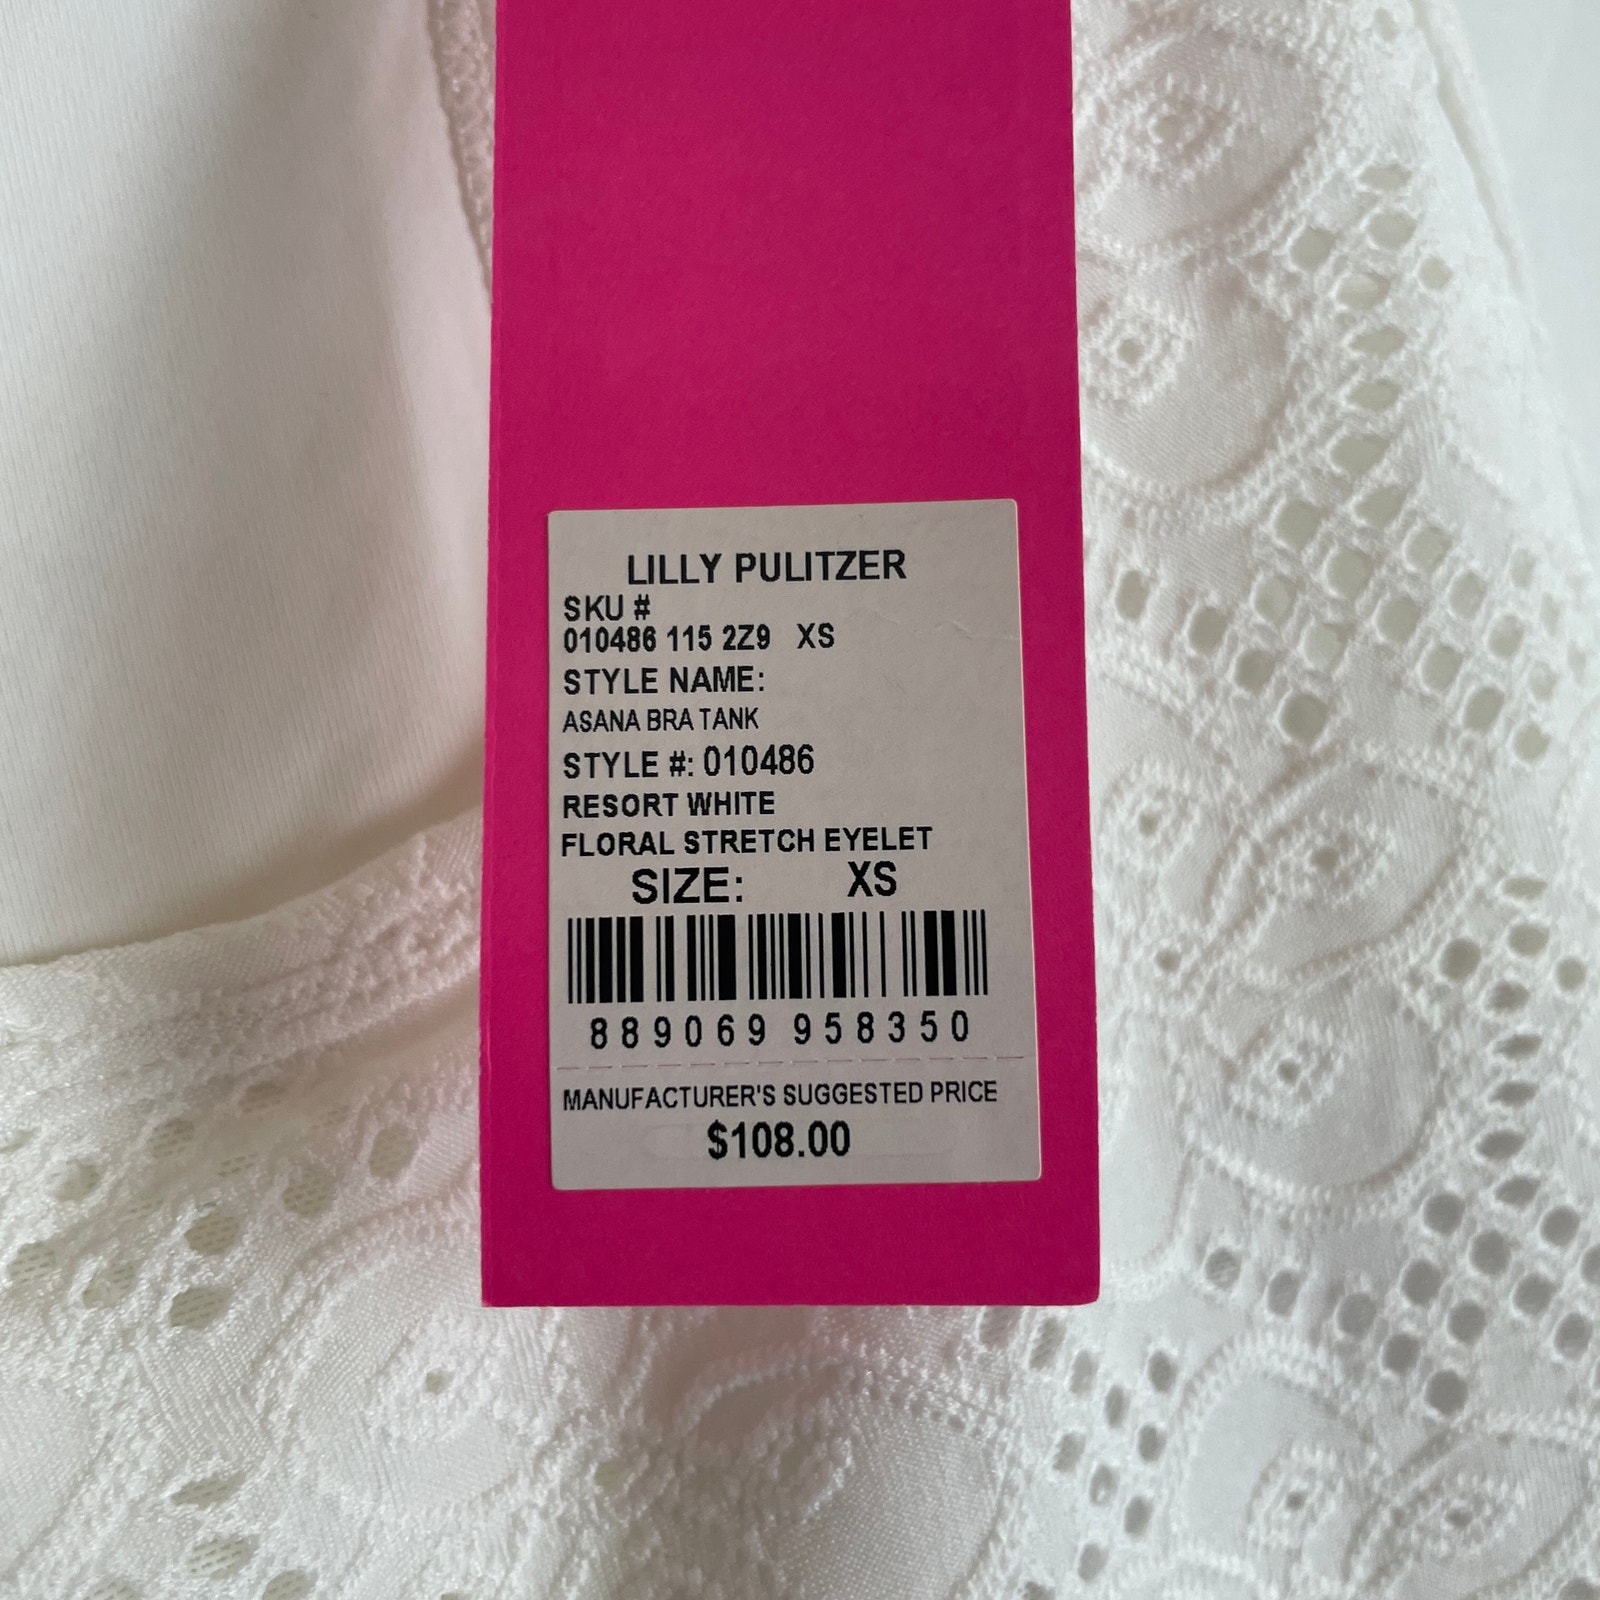 LILLY PULITZER
SKU #
010486 115 2Z9 XS
STYLE NAME:
ASANA BRA TANK
STYLE #: 010486
RESORT WHITE
FLORAL STRETCH EYELET
SIZE: XS
889069 958350
MANUFACTURER'S SUGGESTED PRICE
$108.00